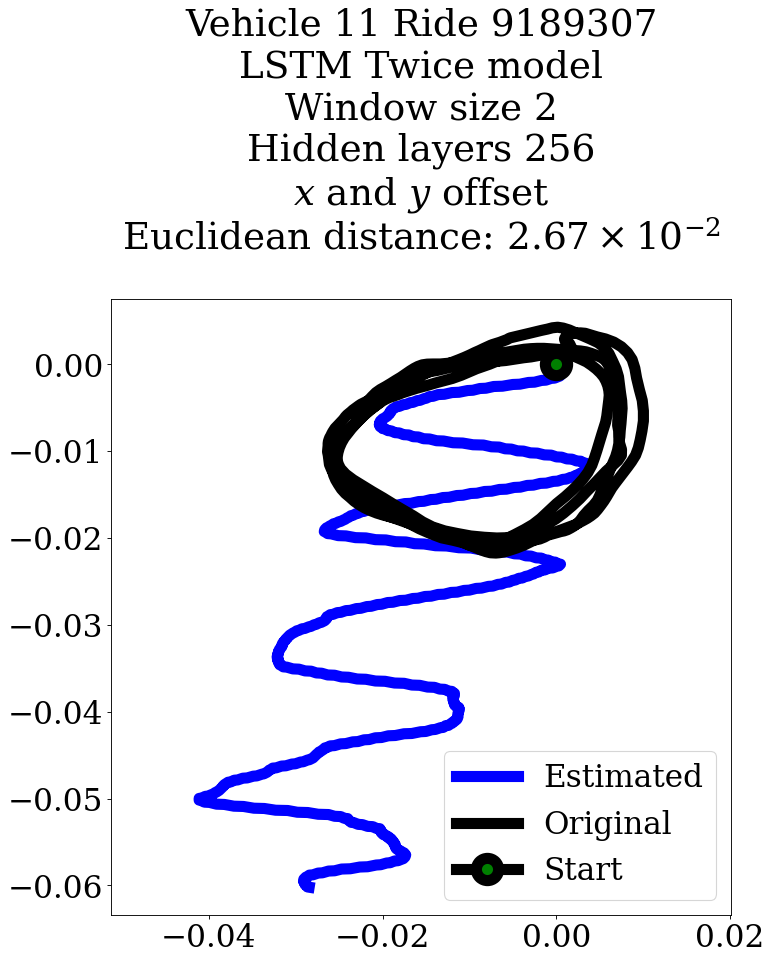 Vehicle 11 Ride 9189307
LSTM Twice model
Window size 2
Hidden layers 256
x and y offset
Euclidean distance: 2.67 × 10⁻²
0.00
−0.01
−0.02
−0.03
−0.04
−0.05
−0.06
Estimated
Original
Start
−0.04 −0.02 0.00 0.02